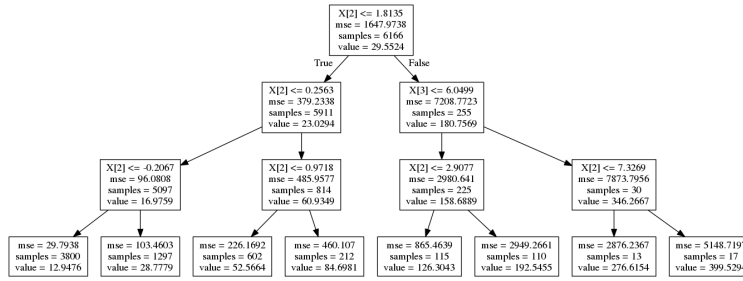 X[2] <= 1.8135
mse = 1647.9738
samples = 6166
value = 29.5524
True
False
X[2] <= 0.2563
mse = 379.2338
samples = 5911
value = 23.0294
X[3] <= 6.0499
mse = 7208.7723
samples = 255
value = 180.7569
X[2] <= -0.2067
mse = 96.0808
samples = 5097
value = 16.9759
X[2] <= 0.9718
mse = 485.9577
samples = 814
value = 60.9349
X[2] <= 2.9077
mse = 2980.641
samples = 225
value = 158.6889
X[2] <= 7.3269
mse = 7873.7956
samples = 30
value = 346.2667
mse = 29.7938
samples = 3800
value = 12.9476
mse = 103.4603
samples = 1297
value = 28.7779
mse = 226.1692
samples = 602
value = 52.5664
mse = 460.107
samples = 212
value = 84.6981
mse = 865.4639
samples = 115
value = 126.3043
mse = 2949.2661
samples = 110
value = 192.5455
mse = 2876.2367
samples = 13
value = 276.6154
mse = 5148.719
samples = 17
value = 399.5294